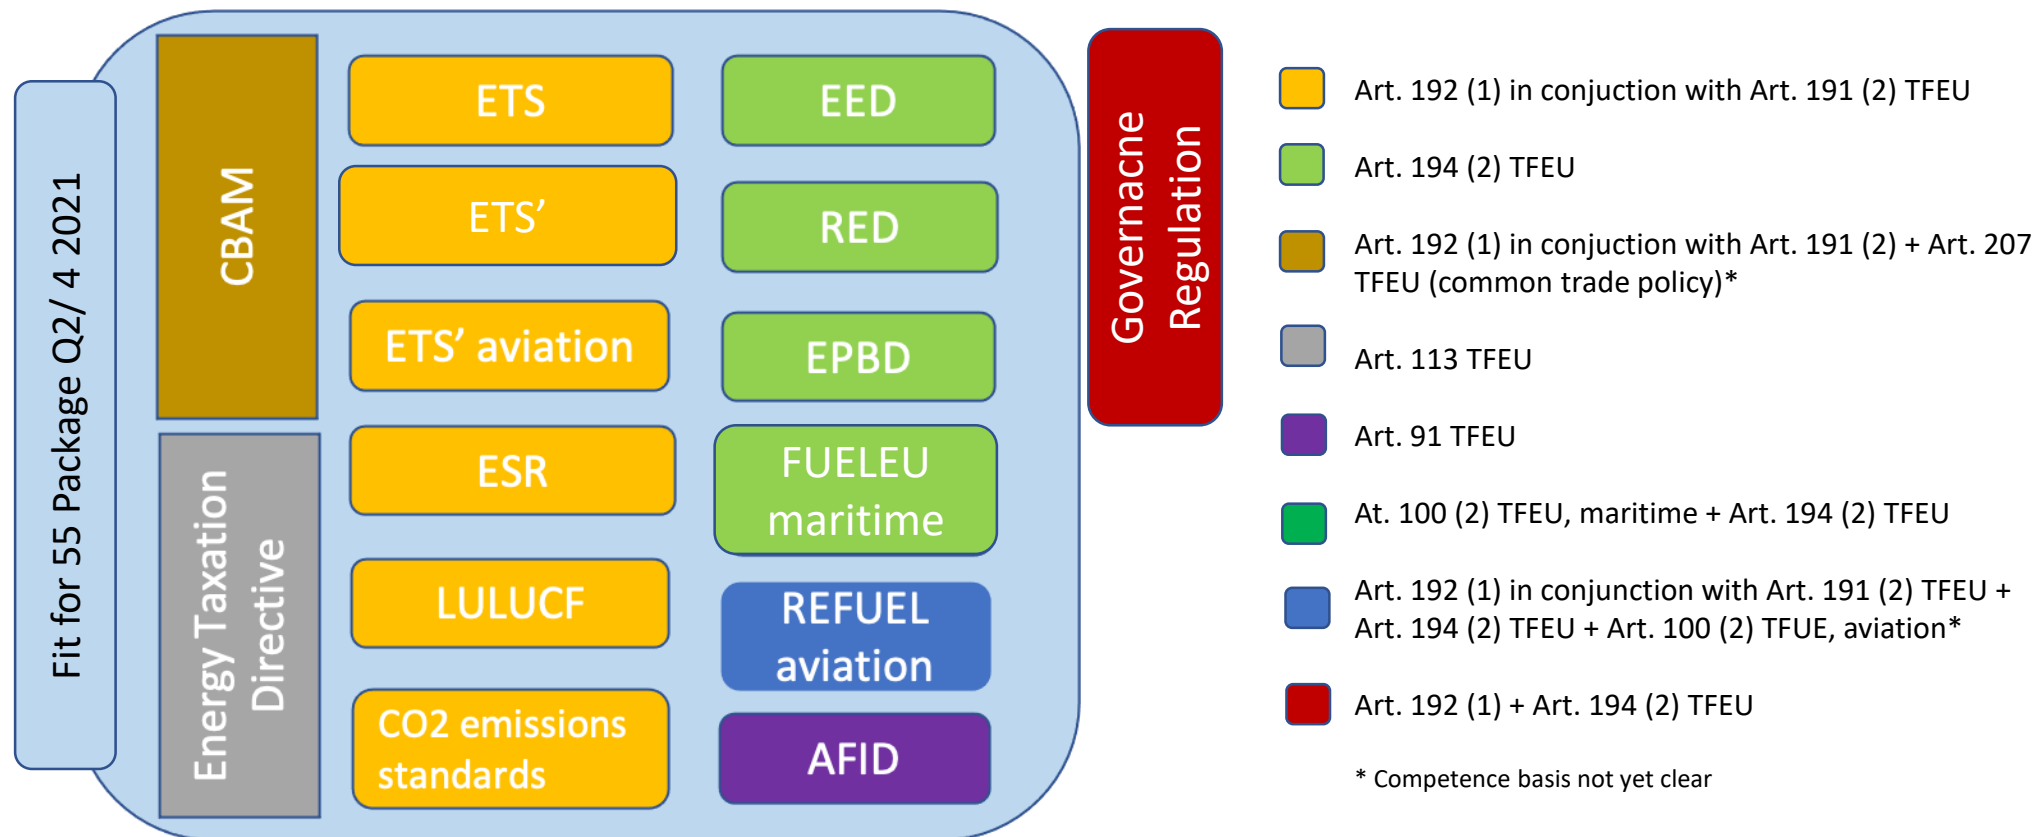 Fit for 55 Package Q2/ 4 2021
CBAM
Energy Taxation
Directive
ETS
ETS’
ETS’ aviation
ESR
LULUCF
CO2 emissions
standards
EED
RED
EPBD
FUELEU
maritime
REFUEL
aviation
AFID
Governacne
Regulation
Art. 192 (1) in conjuction with Art. 191 (2) TFEU
Art. 194 (2) TFEU
Art. 192 (1) in conjuction with Art. 191 (2) + Art. 207
TFEU (common trade policy)*
Art. 113 TFEU
Art. 91 TFEU
At. 100 (2) TFEU, maritime + Art. 194 (2) TFEU
Art. 192 (1) in conjunction with Art. 191 (2) TFEU +
Art. 194 (2) TFEU + Art. 100 (2) TFUE, aviation*
Art. 192 (1) + Art. 194 (2) TFEU
* Competence basis not yet clear